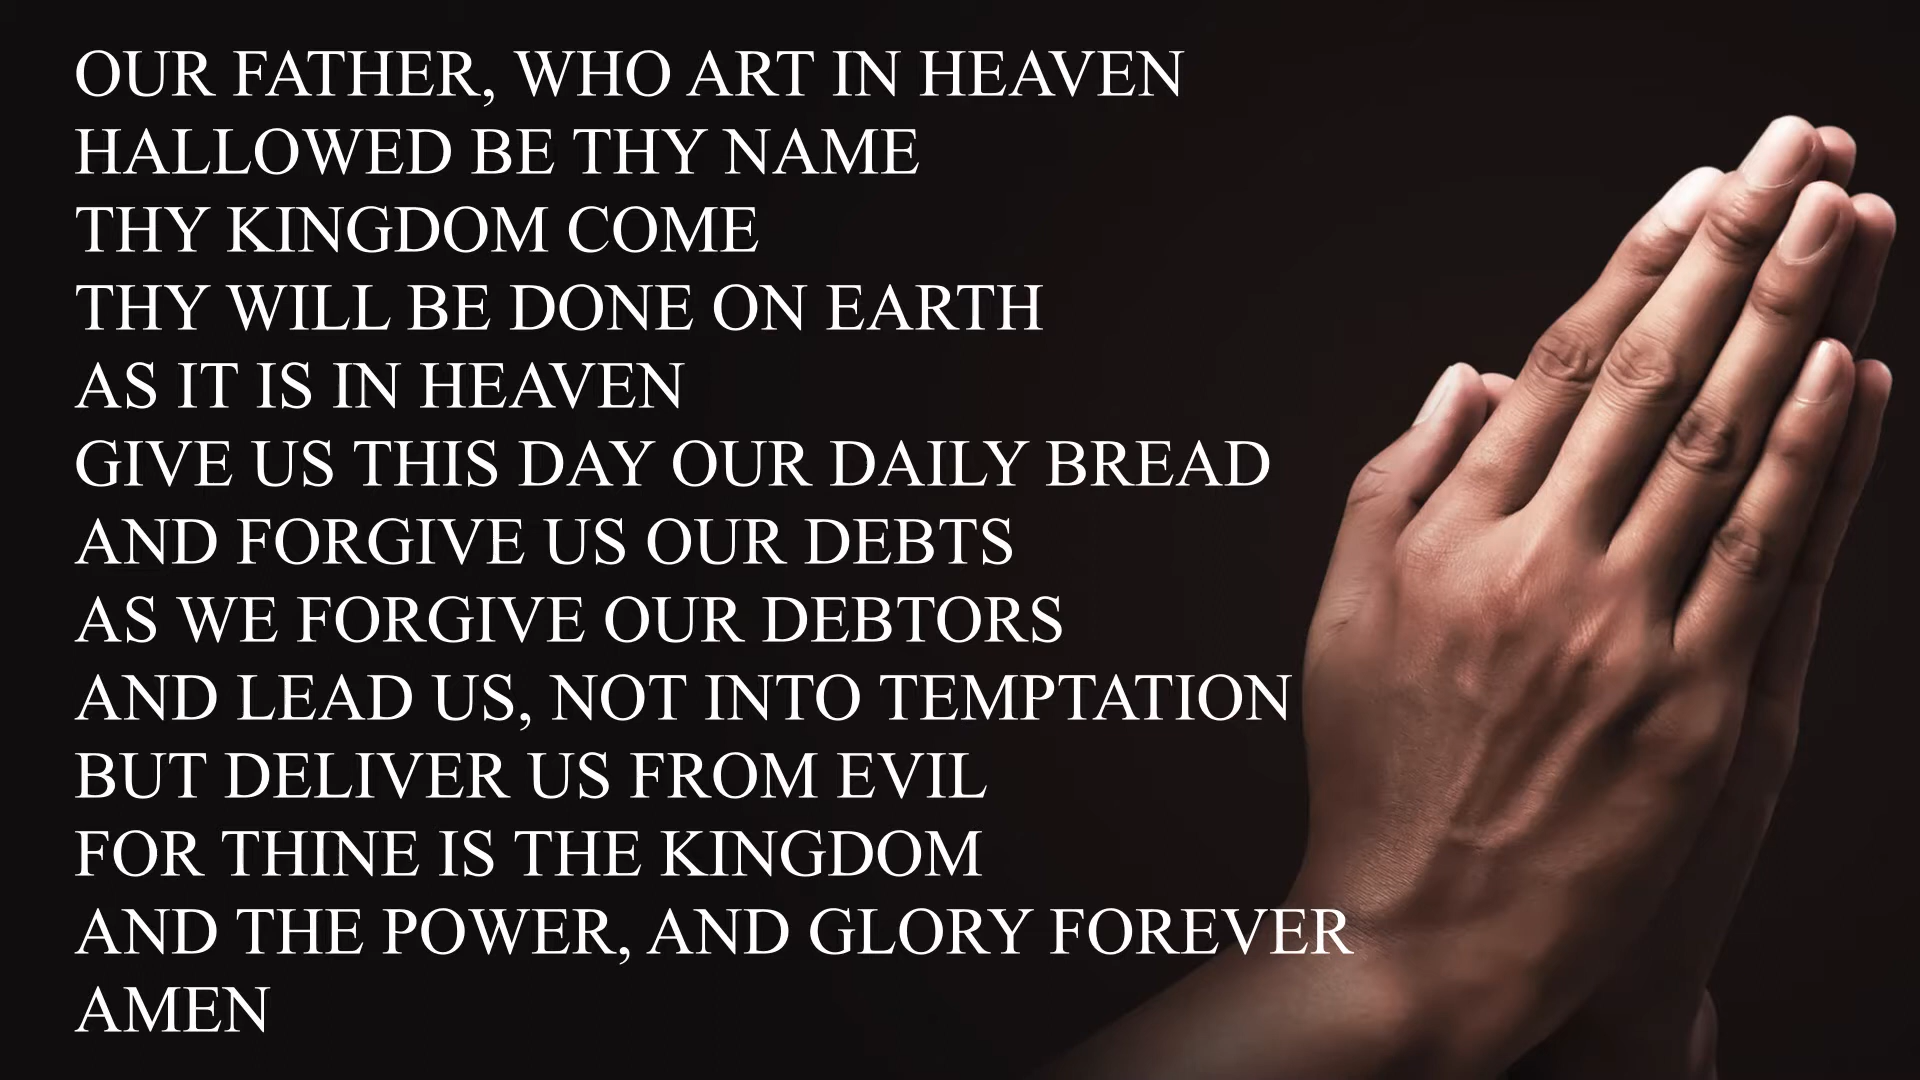 OUR FATHER, WHO ART IN HEAVEN
HALLOWED BE THY NAME
THY KINGDOM COME
THY WILL BE DONE ON EARTH
AS IT IS IN HEAVEN
GIVE US THIS DAY OUR DAILY BREAD
AND FORGIVE US OUR DEBTS
AS WE FORGIVE OUR DEBTORS
AND LEAD US, NOT INTO TEMPTATION
BUT DELIVER US FROM EVIL
FOR THINE IS THE KINGDOM
AND THE POWER, AND GLORY FOREVER
AMEN